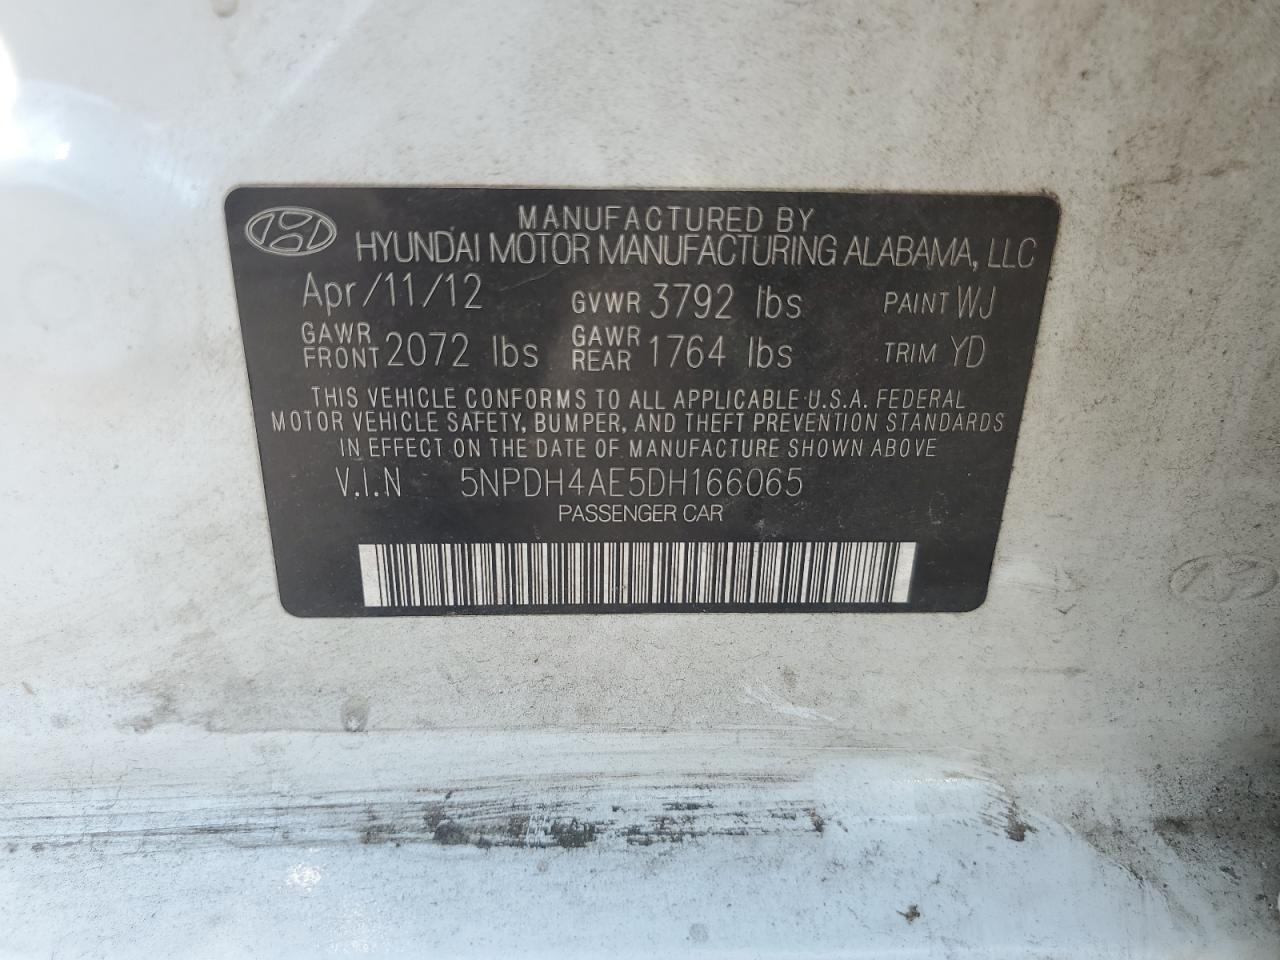 MANUFACTURED BY
HYUNDAI MOTOR MANUFACTURING ALABAMA, LLC
Apr/11/12 GVWR 3792 lbs PAINT WJ
GAWR FRONT 2072 lbs GAWR REAR 1764 lbs TRIM YD
THIS VEHICLE CONFORMS TO ALL APPLICABLE U.S.A. FEDERAL
MOTOR VEHICLE SAFETY, BUMPER, AND THEFT PREVENTION STANDARDS
IN EFFECT ON THE DATE OF MANUFACTURE SHOWN ABOVE
V.I.N 5NPDH4AE5DH166065
PASSENGER CAR